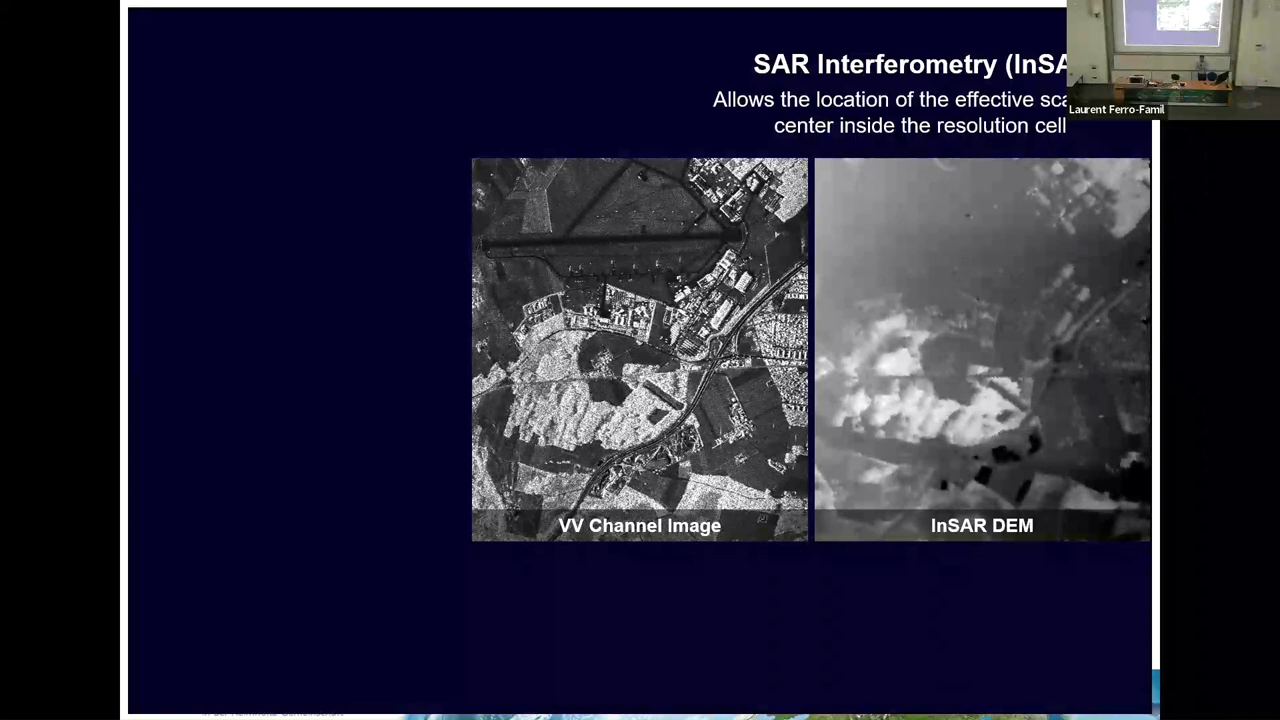 SAR Interferometry (InSA
Allows the location of the effective sca
center inside the resolution cell
Laurent Ferro-Famil
VV Channel Image
InSAR DEM